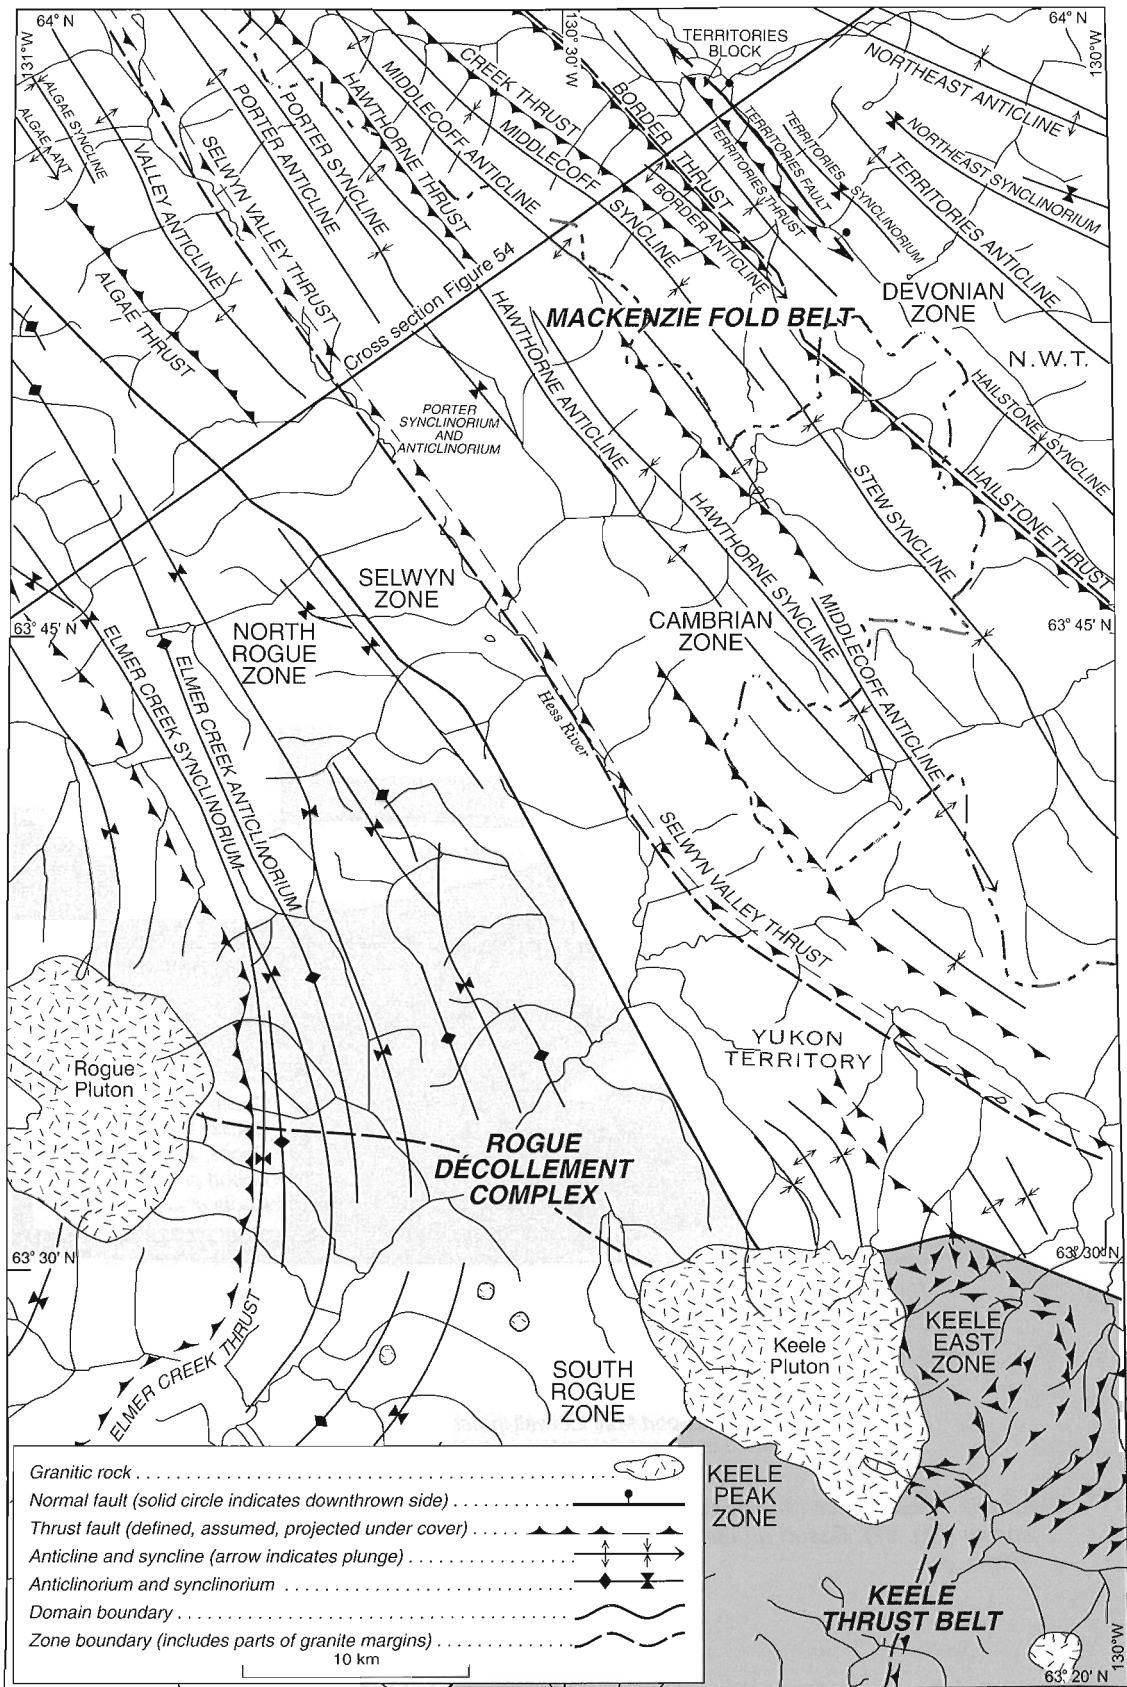 64° N
131° W
130° 30' W
TERRITORIES
BLOCK
64° N
130° W
ALGAE SYNCLINE
ALGAE ANT
VALLEY ANTICLINE
SELWYN VALLEY THRUST
PORTER ANTICLINE
PORTER SYNCLINE
HAWTHORNE THRUST
MIDDLECOFF ANTICLINE
CREEK THRUST
MIDDLECOFF SYNCLINE
BORDER THRUST
BORDER ANTICLINE
TERRITORIES THRUST
TERRITORIES FAULT
TERRITORIES SYNCLINORIUM
TERRITORIES ANTICLINE
NORTHEAST ANTICLINE
NORTHEAST SYNCLINORIUM
ALGAE THRUST
Cross section Figure 54
DEVONIAN
ZONE
MACKENZIE FOLD BELT
N.W.T.
HAWTHORNE ANTICLINE
HAILSTONE SYNCLINE
PORTER
SYNCLINORIUM
AND
ANTICLINORIUM
STEW SYNCLINE
HAILSTONE THRUST
HAWTHORNE SYNCLINE
SELWYN
ZONE
MIDDLECOFF ANTICLINE
63° 45' N
NORTH
ROGUE
ZONE
CAMBRIAN
ZONE
63° 45' N
ELMER CREEK SYNCLINORIUM
ELMER CREEK ANTICLINORIUM
Hess River
SELWYN VALLEY THRUST
YUKON
TERRITORY
Rogue
Pluton
ROGUE
DÉCOLLEMENT
COMPLEX
63° 30' N
63° 30' N
ELMER CREEK THRUST
KEELE
EAST
ZONE
Keele
Pluton
SOUTH
ROGUE
ZONE
KEELE
PEAK
ZONE
KEELE
THRUST BELT
130° W
63° 20' N
Granitic rock
Normal fault (solid circle indicates downthrown side)
Thrust fault (defined, assumed, projected under cover)
Anticline and syncline (arrow indicates plunge)
Anticlinorium and synclinorium
Domain boundary
Zone boundary (includes parts of granite margins)
10 km